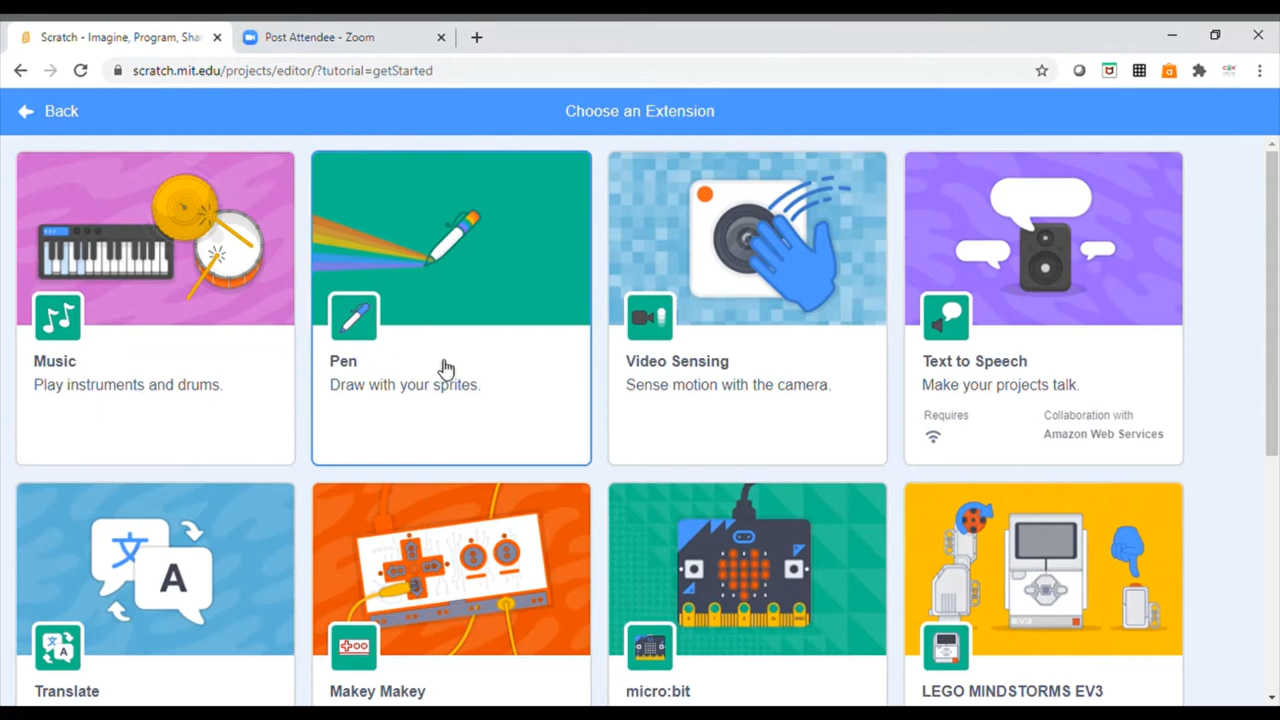 Scratch - Imagine, Program, Sha
Post Attendee - Zoom
scratch.mit.edu/projects/editor/?tutorial=getStarted
Back
Choose an Extension
Music
Play instruments and drums.
Pen
Draw with your sprites.
Video Sensing
Sense motion with the camera.
Text to Speech
Make your projects talk.
Requires
Collaboration with
Amazon Web Services
文 A
Translate
Makey Makey
micro:bit
EV3
LEGO MINDSTORMS EV3